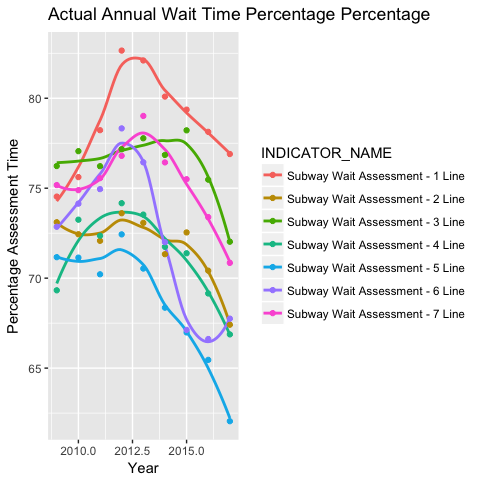 Actual Annual Wait Time Percentage Percentage
80
75
70
65
Percentage Assessment Time
2010.0 2012.5 2015.0
Year
INDICATOR_NAME
Subway Wait Assessment - 1 Line
Subway Wait Assessment - 2 Line
Subway Wait Assessment - 3 Line
Subway Wait Assessment - 4 Line
Subway Wait Assessment - 5 Line
Subway Wait Assessment - 6 Line
Subway Wait Assessment - 7 Line